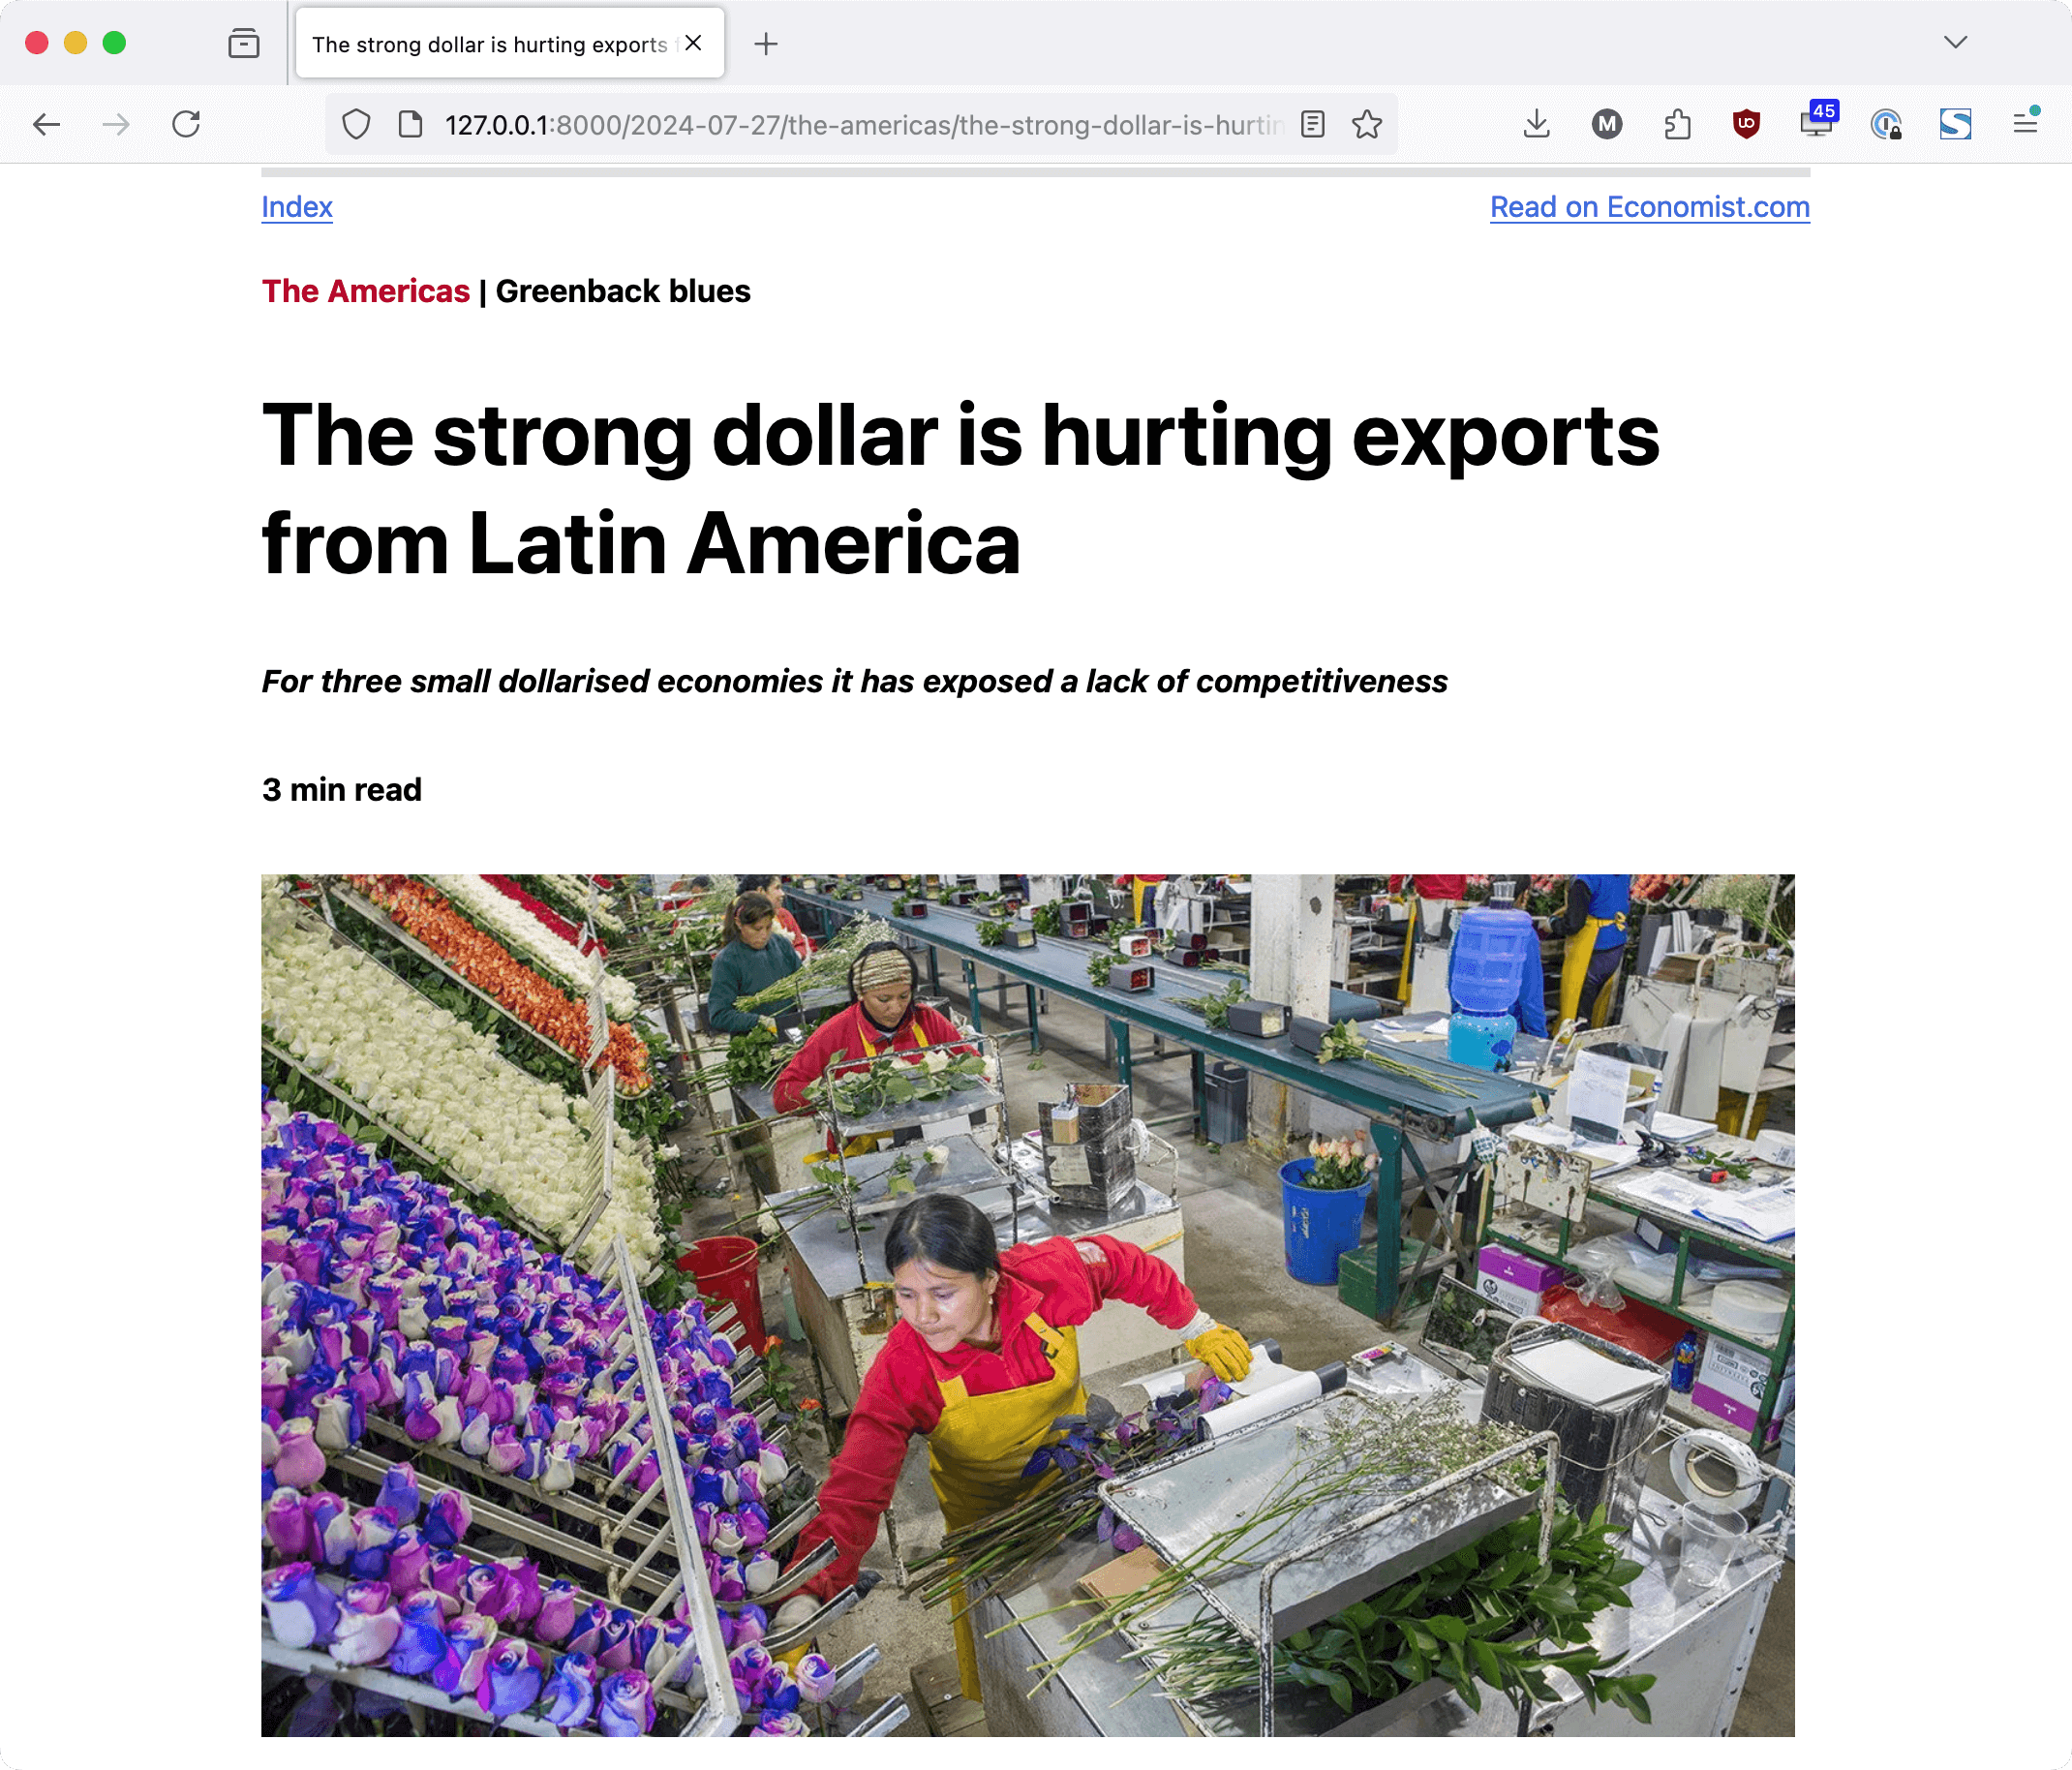 The strong dollar is hurting exports
45
127.0.0.1:8000/2024-07-27/the-americas/the-strong-dollar-is-hurtin
Index
Read on Economist.com
The Americas | Greenback blues
The strong dollar is hurting exports
from Latin America
For three small dollarised economies it has exposed a lack of competitiveness
3 min read